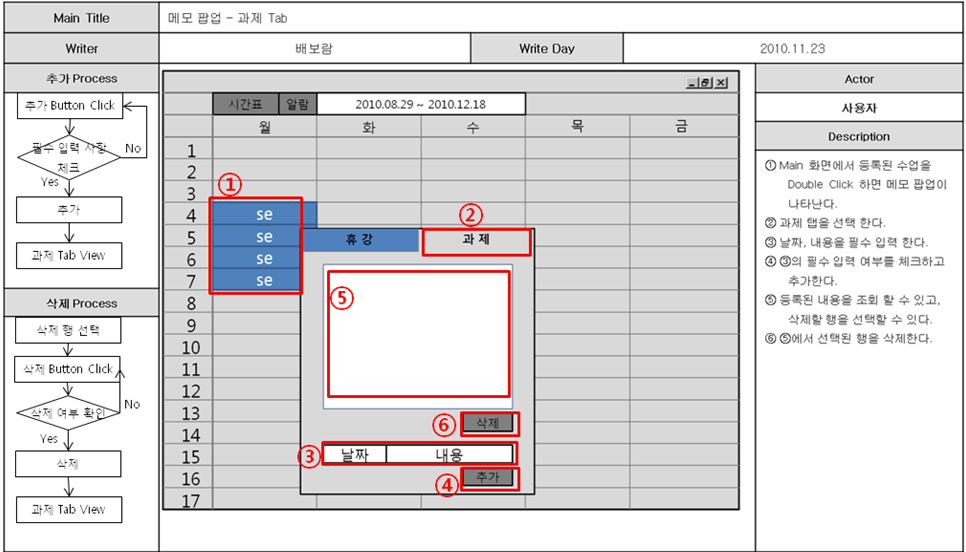 Main Title
메모 팝업 - 과제 Tab
Writer
배보람
Write Day
2010.11.23
추가 Process
추가 Button Click
필수 입력 사항
체크
No
Yes
추가
과제 Tab View
삭제 Process
삭제 행 선택
삭제 Button Click
삭제 여부 확인
No
Yes
삭제
과제 Tab View
시간표
알람
2010.08.29 ~ 2010.12.18
월
화
수
목
금
1
2
3
①
4
se
②
5
se
휴 강
과 제
6
se
7
se
⑤
8
9
10
11
12
13
⑥
삭제
14
15
③
날짜
내용
16
④
추가
17
Actor
사용자
Description
① Main 화면에서 등록된 수업을
Double Click 하면 메모 팝업이
나타난다.
② 과제 탭을 선택 한다.
③ 날짜, 내용을 필수 입력 한다.
④ ③의 필수 입력 여부를 체크하고
추가한다.
⑤ 등록된 내용을 조회 할 수 있고,
삭제할 행을 선택할 수 있다.
⑥ ⑤에서 선택된 행을 삭제한다.